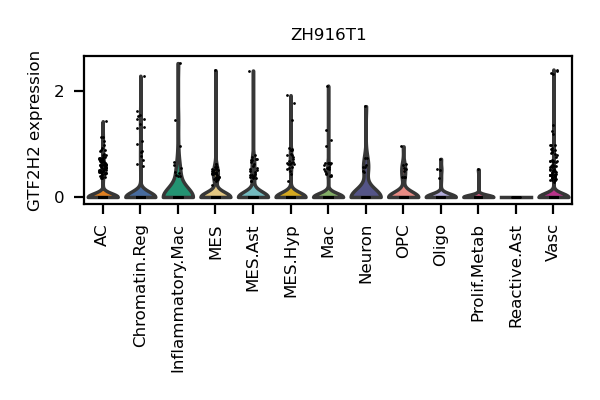 ZH916T1
GTF2H2 expression
2
0
AC
Chromatin.Reg
Inflammatory.Mac
MES
MES.Ast
MES.Hyp
Mac
Neuron
OPC
Oligo
Prolif.Metab
Reactive.Ast
Vasc